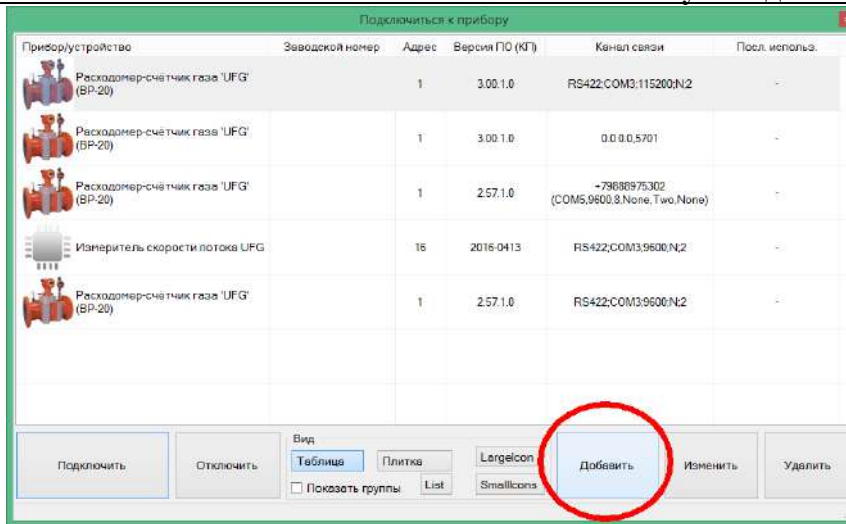 Подключиться к прибору
Прибор/устройство Заводской номер Адрес Версия ПО (КП) Канал связи Посл. использ.
Расходомер-счётчик газа 'UFG'
(ВР-20) 1 3.00.1.0 RS422;COM3;115200;N;2 -
Расходомер-счётчик газа 'UFG'
(ВР-20) 1 3.00.1.0 0.0.0.0,5701 -
Расходомер-счётчик газа 'UFG' +79888975302
(ВР-20) 1 2.57.1.0 (COM5,9600,8,None,Two,None) -
Измеритель скорости потока UFG 16 2016-0413 RS422;COM3;9600;N;2 -
Расходомер-счётчик газа 'UFG'
(ВР-20) 1 2.57.1.0 RS422;COM3;9600;N;2 -
Вид
Подключить Отключить Таблица Плитка LargeIcon Добавить Изменить Удалить
Показать группы List SmallIcons